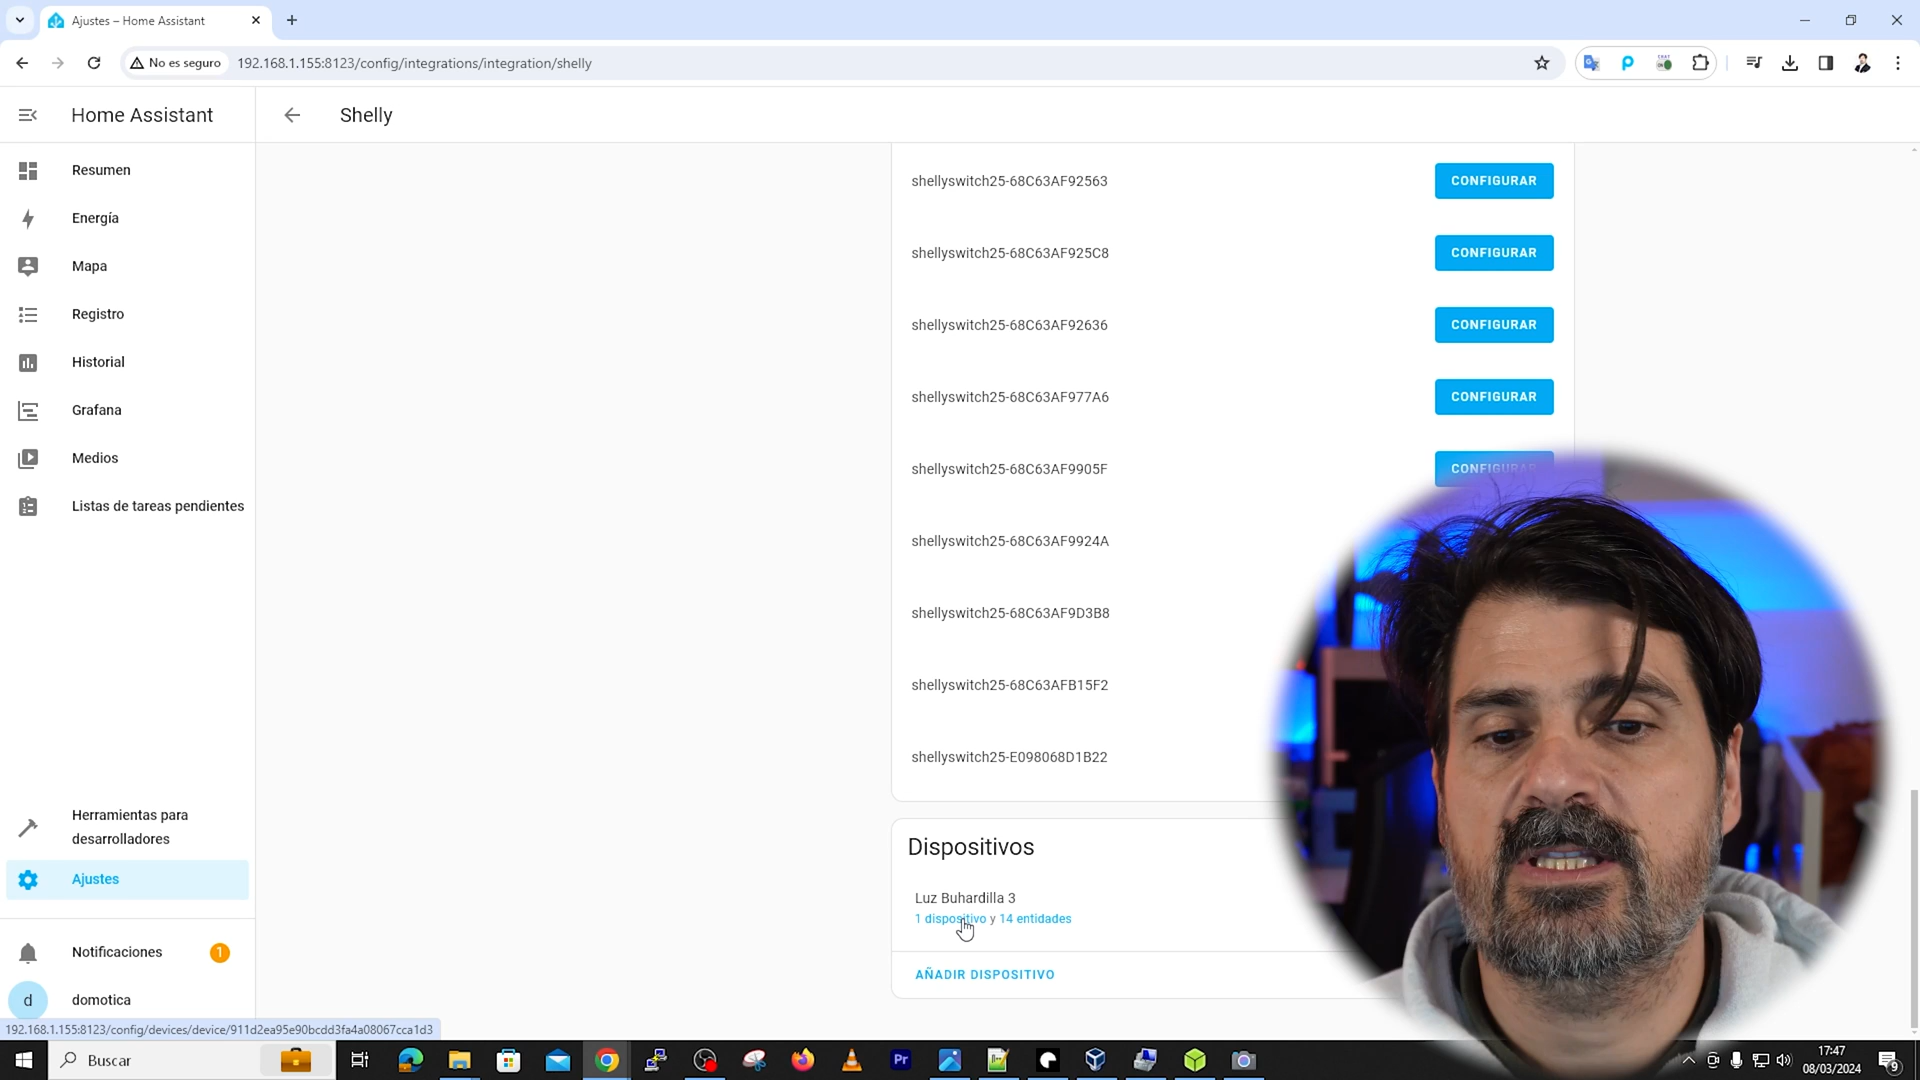 Ajustes – Home Assistant
No es seguro
192.168.1.155:8123/config/integrations/integration/shelly
Home Assistant
Shelly
Resumen
Energía
Mapa
Registro
Historial
Grafana
Medios
Listas de tareas pendientes
Herramientas para
desarrolladores
Ajustes
Notificaciones
1
d
domotica
shellyswitch25-68C63AF92563
CONFIGURAR
shellyswitch25-68C63AF925C8
CONFIGURAR
shellyswitch25-68C63AF92636
CONFIGURAR
shellyswitch25-68C63AF977A6
CONFIGURAR
shellyswitch25-68C63AF9905F
CONFIGURAR
shellyswitch25-68C63AF9924A
shellyswitch25-68C63AF9D3B8
shellyswitch25-68C63AFB15F2
shellyswitch25-E098068D1B22
Dispositivos
Luz Buhardilla 3
1 dispositivo y 14 entidades
AÑADIR DISPOSITIVO
192.168.1.155:8123/config/devices/device/911d2ea95e90bcdd3fa4a08067cca1d3
Buscar
Pr
17:47
08/03/2024
9